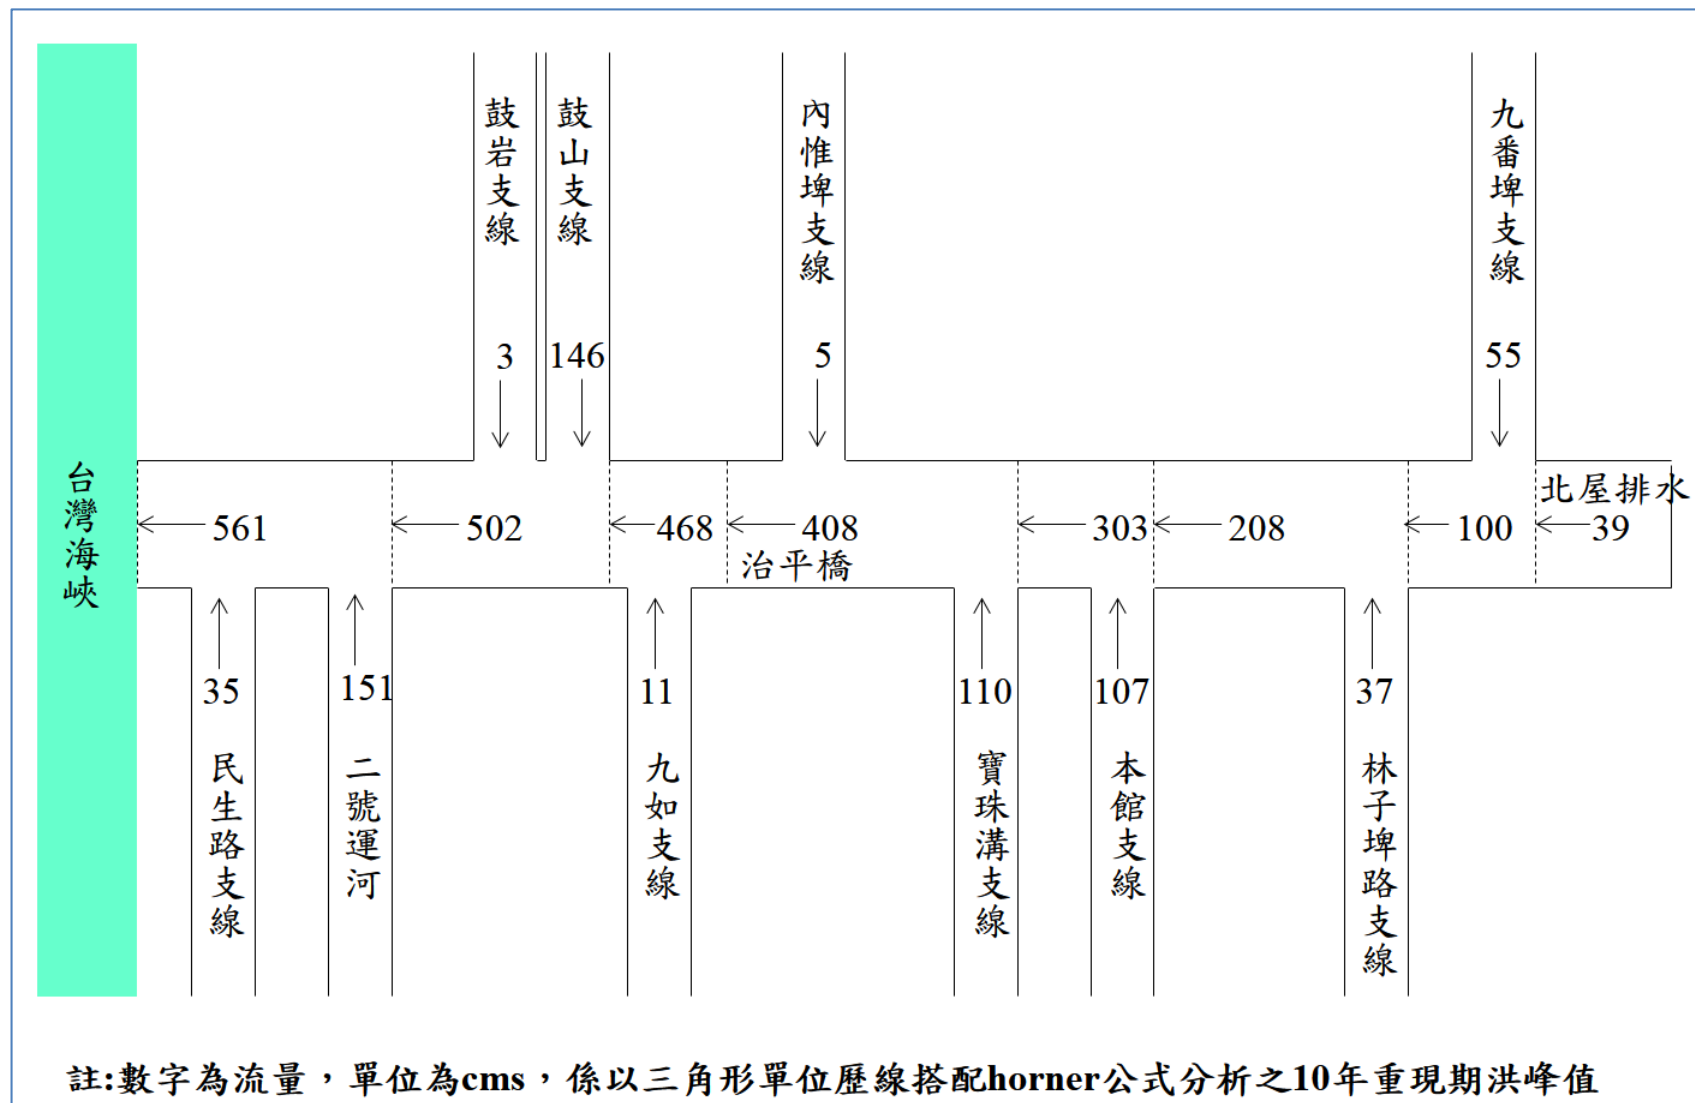 鼓岩支線
鼓山支線
內惟埤支線
九番埤支線
3
146
5
55
台灣海峽
北屋排水
561
502
468
408
303
208
100
39
治平橋
35
151
11
110
107
37
民生路支線
二號運河
九如支線
寶珠溝支線
本館支線
林子埤路支線
註:數字為流量，單位為cms，係以三角形單位歷線搭配horner公式分析之10年重現期洪峰值